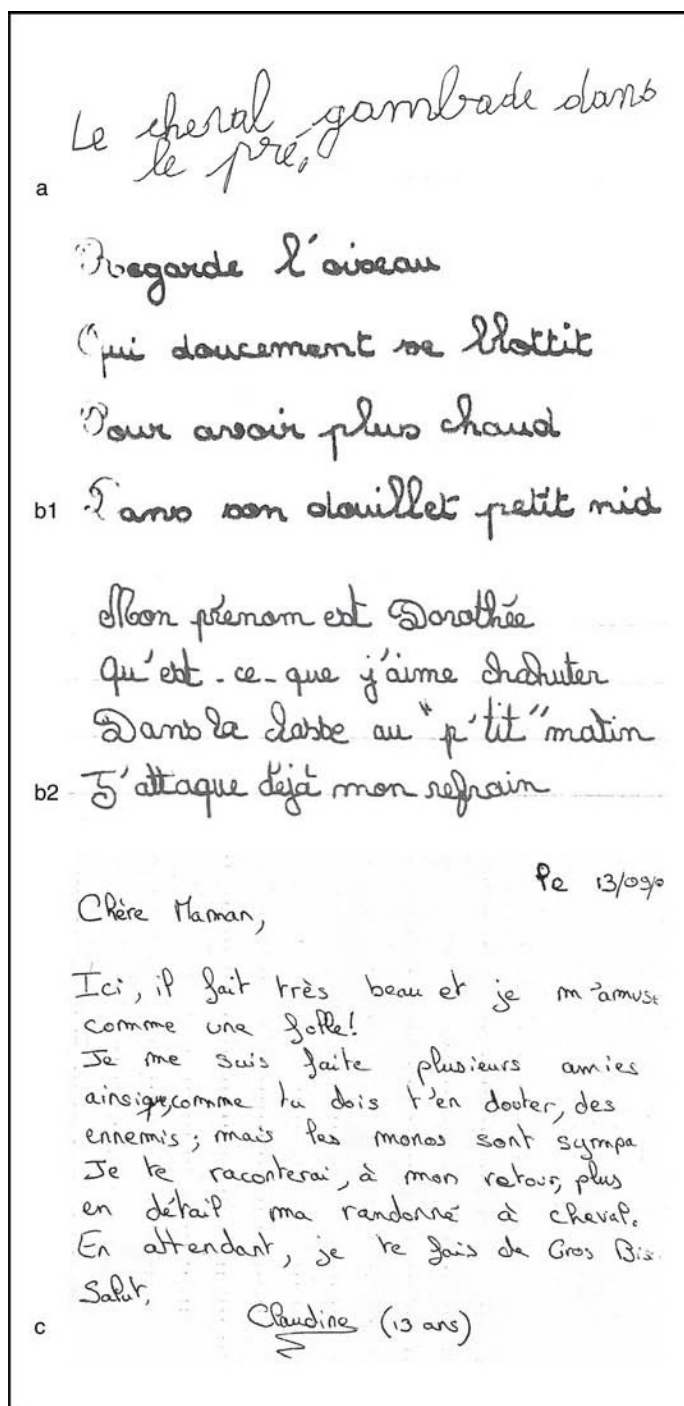 Le cheval gambade dans
le pré.
a
Regarde l'oiseau
Qui doucement se blottit
Pour avoir plus chaud
b1 Dans son douillet petit nid
Mon prénom est Dorothée
qu'est-ce-que j'aime chahuter
Dans la classe au "p'tit" matin
b2 J'attaque déjà mon refrain
le 13/09/0
Chère Maman,
Ici, il fait très beau et je m'amuse
comme une folle!
Je me suis faite plusieurs amies
ainsique, comme tu dois t'en douter, des
ennemis; mais les monos sont sympa
Je te raconterai, à mon retour, plus
en détail ma randonné à cheval.
En attendant, je te fais de Gros Bis
Salut,
c Claudine (13 ans)